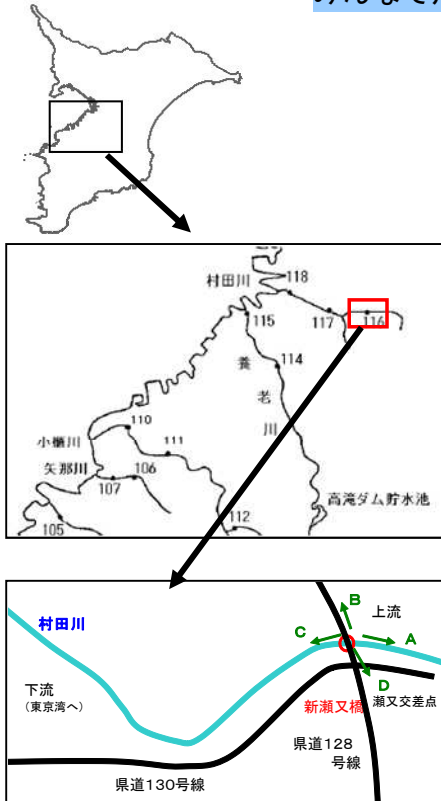 村田川
118
115
117
116
養
老
川
114
110
小櫃川
111
矢那川
106
107
高滝ダム貯水池
105
112
B
上流
村田川
C
A
D
下流
(東京湾へ)
新瀬又橋
瀬又交差点
県道128
号線
県道130号線